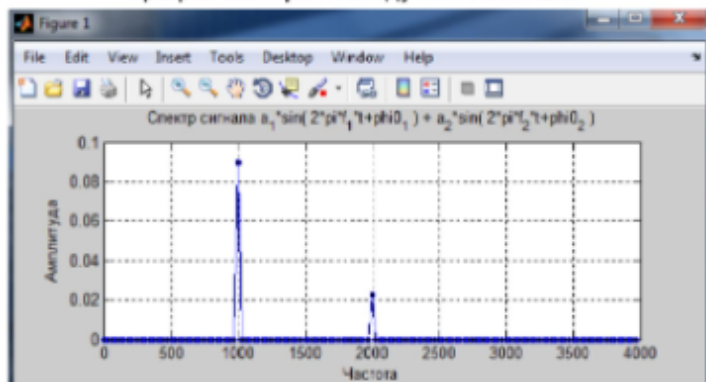 Figure 1
File Edit View Insert Tools Desktop Window Help
Спектр сигнала a₁*sin( 2*pi*f₁*t+phi0₁ ) + a₂*sin( 2*pi*f₂*t+phi0₂ )
0.1
0.08
0.06
0.04
0.02
0
Амплитуда
0 500 1000 1500 2000 2500 3000 3500 4000
Частота